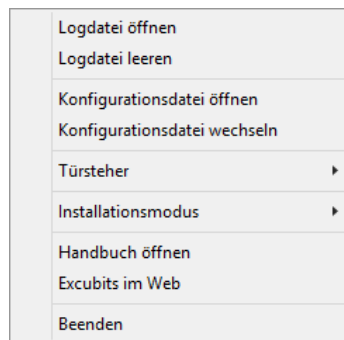 Logdatei öffnen
Logdatei leeren
Konfigurationsdatei öffnen
Konfigurationsdatei wechseln
Türsteher
Installationsmodus
Handbuch öffnen
Excubits im Web
Beenden